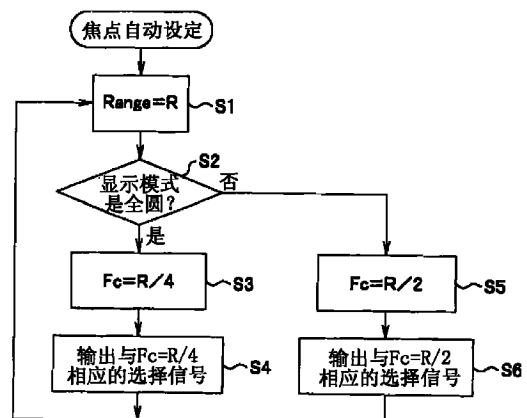 焦点自动设定
Range=R
S1
S2
显示模式
是全圆?
否
是
Fc=R/4
S3
Fc=R/2
S5
输出与Fc=R/4
相应的选择信号
S4
输出与Fc=R/2
相应的选择信号
S6